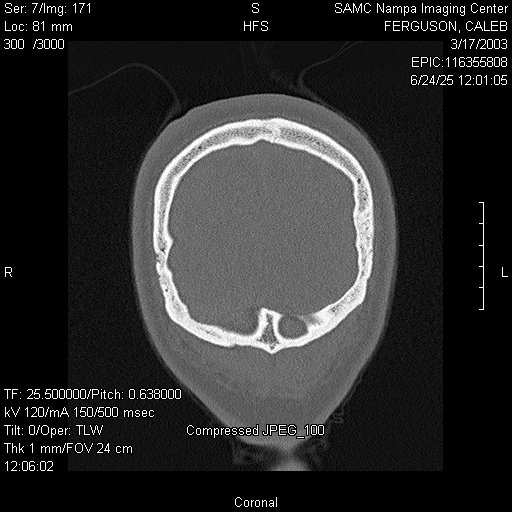 Ser: 7/Img: 171
Loc: 81 mm
300 /3000
S
HFS
SAMC Nampa Imaging Center
FERGUSON, CALEB
3/17/2003
EPIC:116355808
6/24/25 12:01:05
R
L
TF: 25.500000/Pitch: 0.638000
kV 120/mA 150/500 msec
Tilt: 0/Oper: TLW
Thk 1 mm/FOV 24 cm
12:06:02
Compressed JPEG_100
Coronal